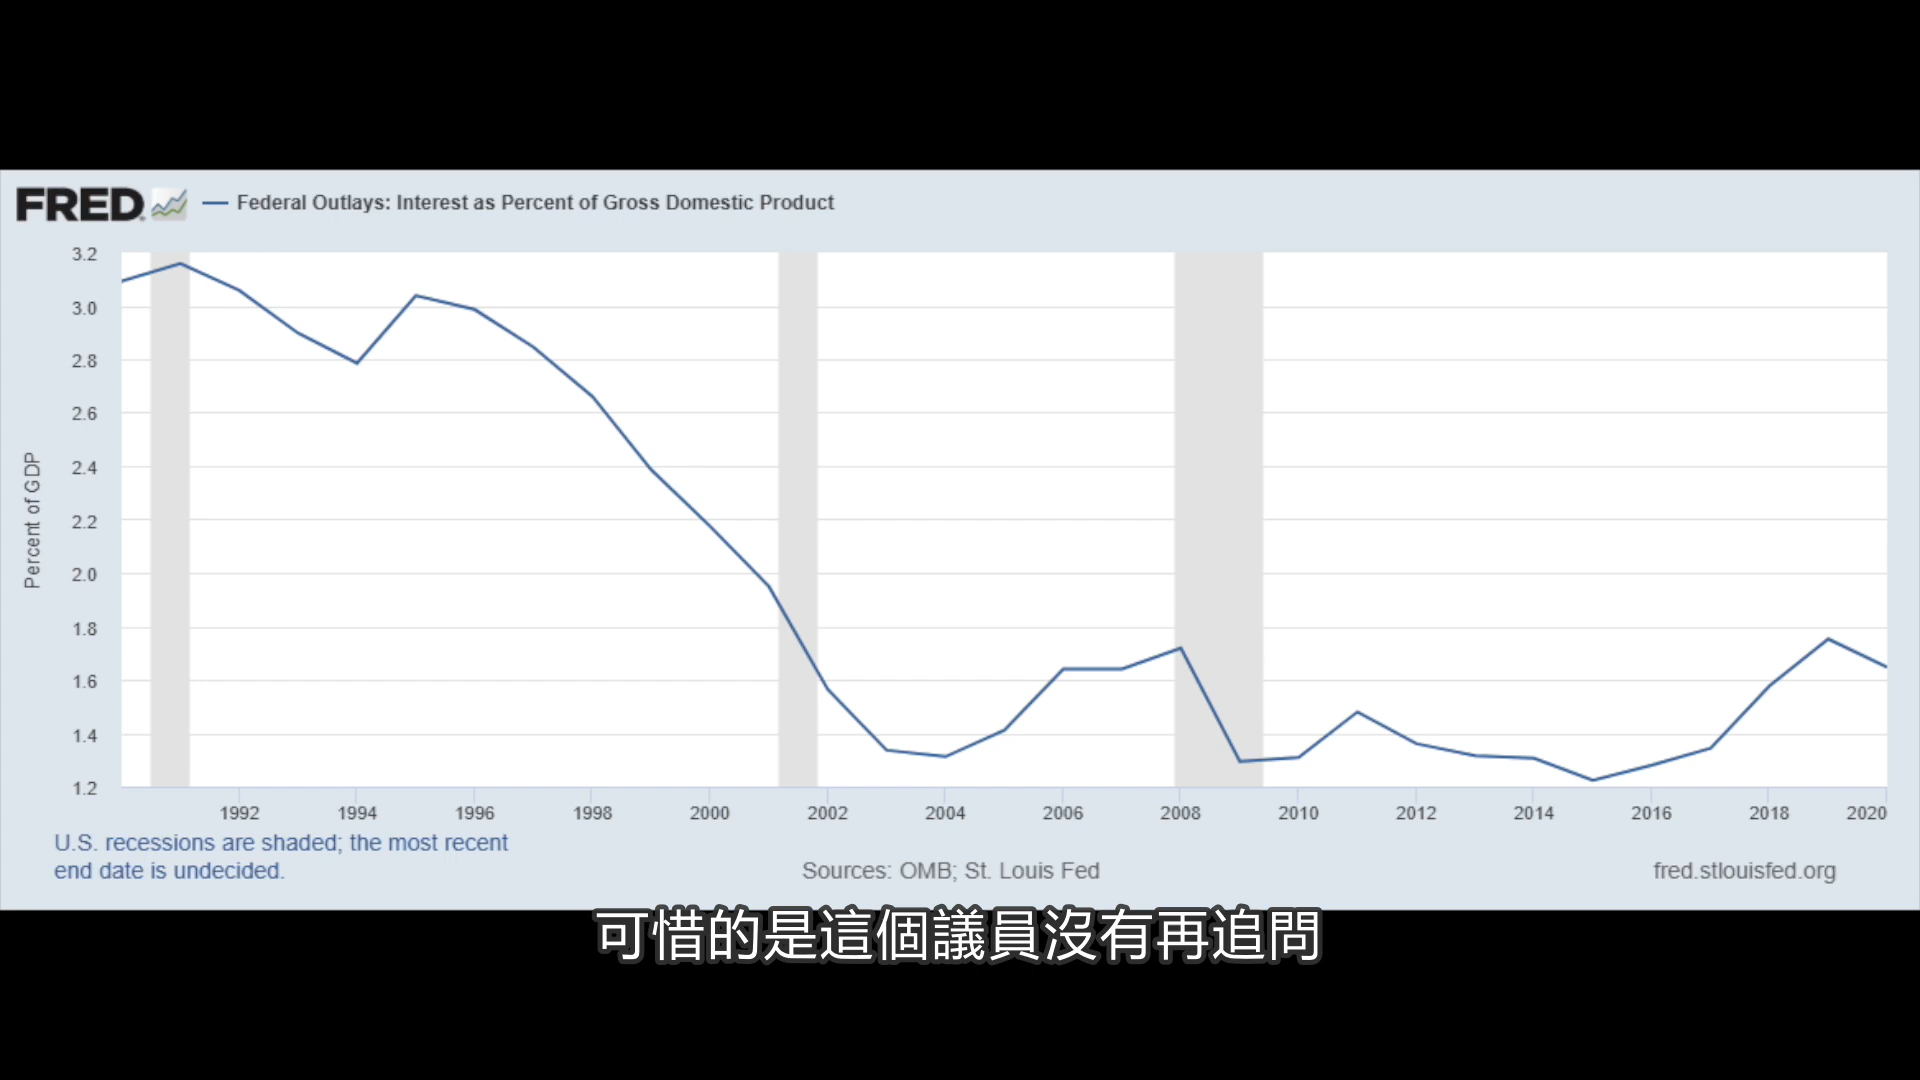 FRED
Federal Outlays: Interest as Percent of Gross Domestic Product
3.2
3.0
2.8
2.6
2.4
2.2
2.0
1.8
1.6
1.4
1.2
Percent of GDP
1992 1994 1996 1998 2000 2002 2004 2006 2008 2010 2012 2014 2016 2018 2020
U.S. recessions are shaded; the most recent
end date is undecided.
Sources: OMB; St. Louis Fed
fred.stlouisfed.org
可惜的是這個議員沒有再追問